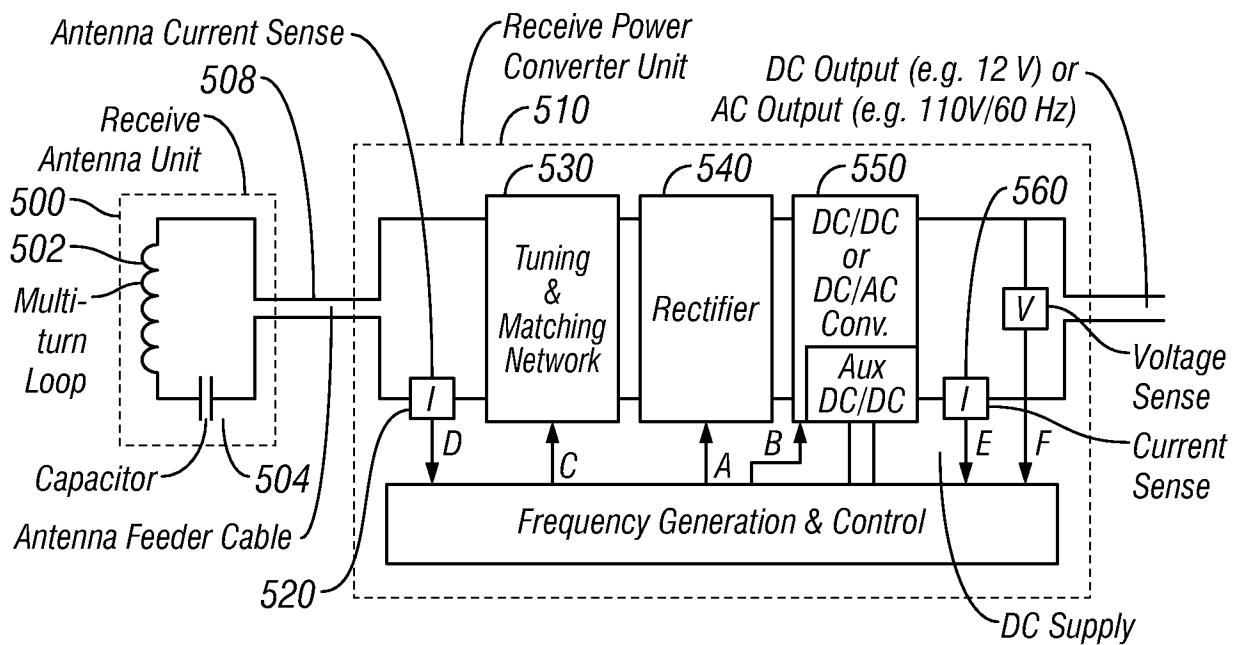 Antenna Current Sense
508
Receive Power
Converter Unit
510
DC Output (e.g. 12 V) or
AC Output (e.g. 110V/60 Hz)
Receive
Antenna Unit
500
502
Multi-
turn
Loop
530
540
550
560
Tuning
&
Matching
Network
Rectifier
DC/DC
or
DC/AC
Conv.
Aux
DC/DC
V
I
I
Voltage
Sense
Current
Sense
D
C
A
B
E
F
Capacitor
504
Antenna Feeder Cable
Frequency Generation & Control
520
DC Supply